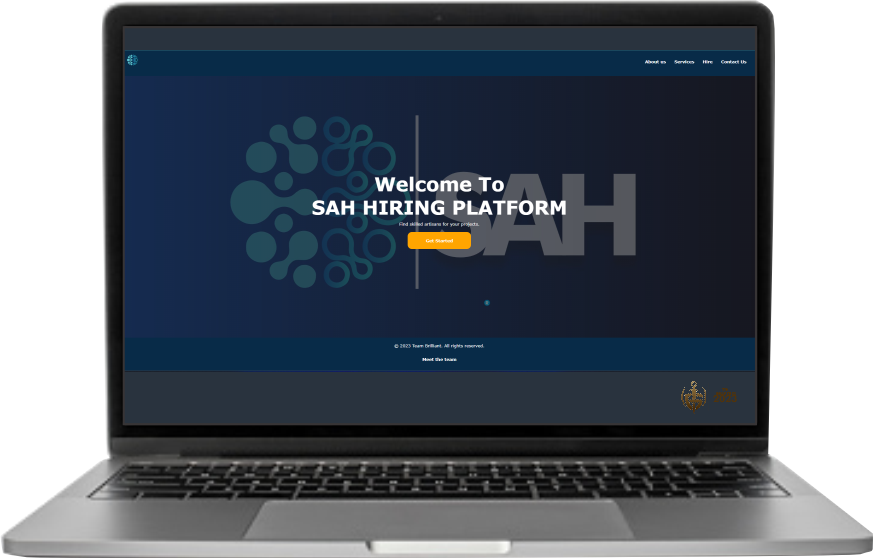 About us Services Hire Contact Us
SAH
Welcome To
SAH HIRING PLATFORM
Find skilled artisans for your projects.
Get Started
© 2023 Team Brilliant. All rights reserved.
Meet the team